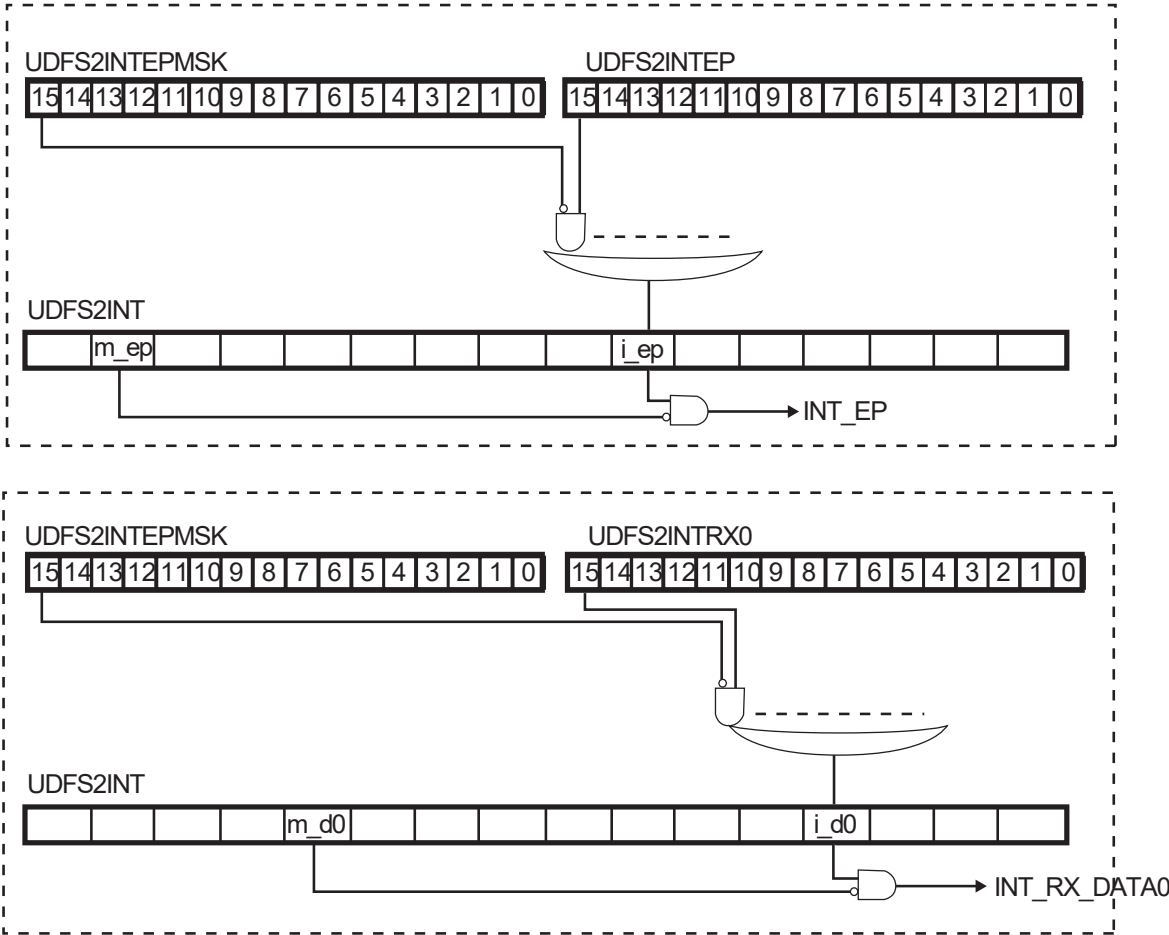 UDFS2INTEPMSK UDFS2INTEP
15 14 13 12 11 10 9 8 7 6 5 4 3 2 1 0 15 14 13 12 11 10 9 8 7 6 5 4 3 2 1 0
UDFS2INT
m_ep i_ep
INT_EP
UDFS2INTEPMSK UDFS2INTRX0
15 14 13 12 11 10 9 8 7 6 5 4 3 2 1 0 15 14 13 12 11 10 9 8 7 6 5 4 3 2 1 0
UDFS2INT
m_d0 i_d0
INT_RX_DATA0